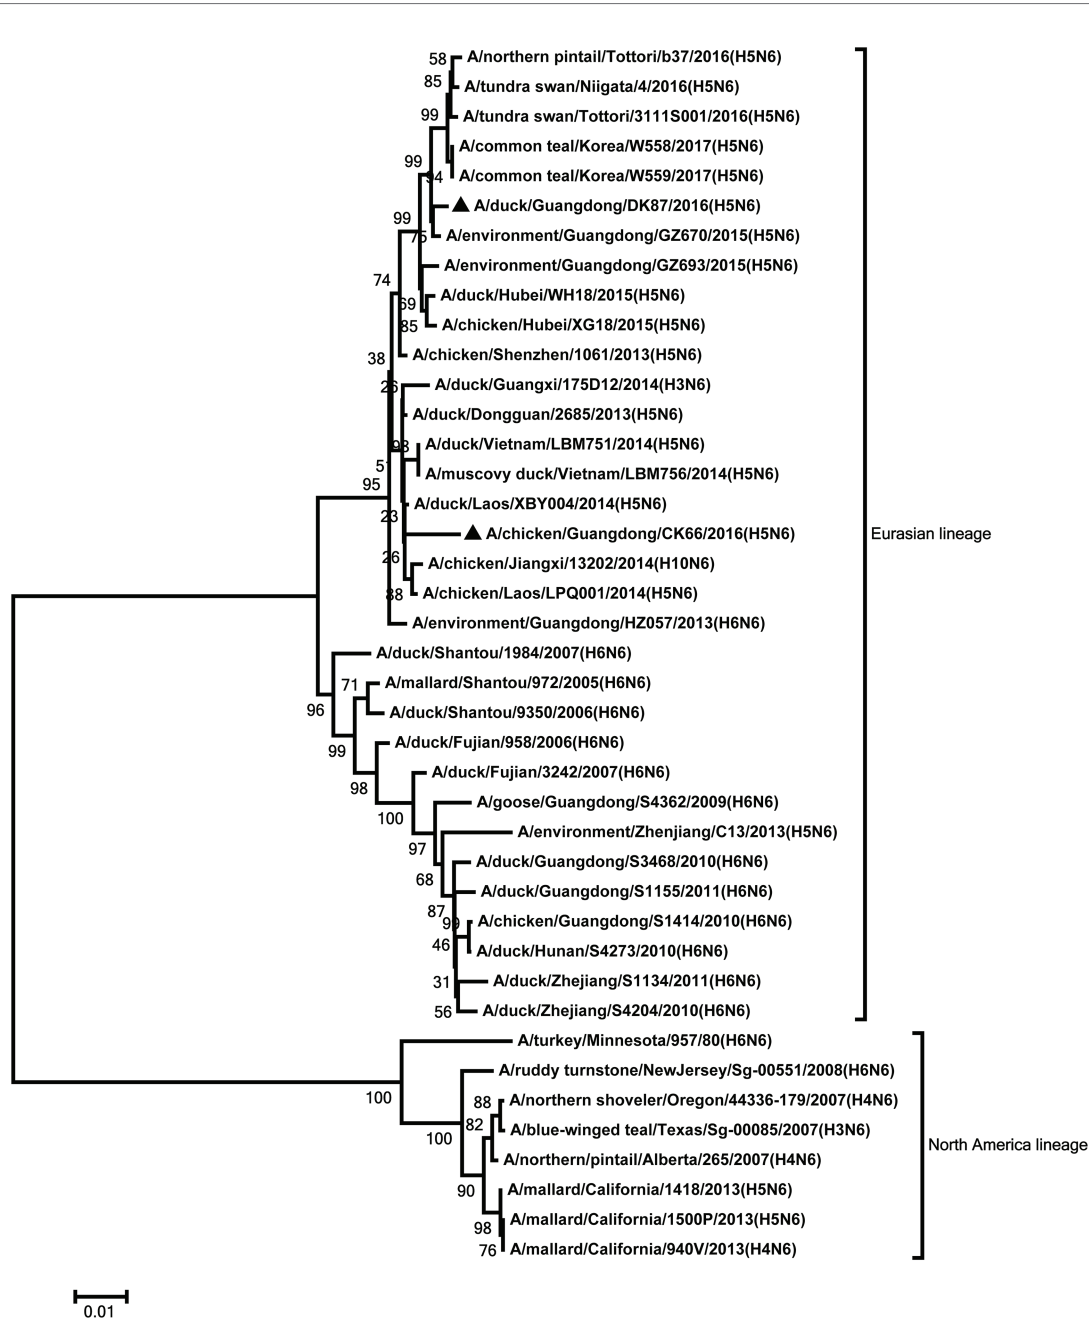 58
A/northern pintail/Tottori/b37/2016(H5N6)
85
A/tundra swan/Niigata/4/2016(H5N6)
99
A/tundra swan/Tottori/3111S001/2016(H5N6)
A/common teal/Korea/W558/2017(H5N6)
99
94
A/common teal/Korea/W559/2017(H5N6)
A/duck/Guangdong/DK87/2016(H5N6)
99
75
A/environment/Guangdong/GZ670/2015(H5N6)
A/environment/Guangdong/GZ693/2015(H5N6)
74
69
A/duck/Hubei/WH18/2015(H5N6)
85
A/chicken/Hubei/XG18/2015(H5N6)
38
A/chicken/Shenzhen/1061/2013(H5N6)
26
A/duck/Guangxi/175D12/2014(H3N6)
A/duck/Dongguan/2685/2013(H5N6)
98
A/duck/Vietnam/LBM751/2014(H5N6)
51
A/muscovy duck/Vietnam/LBM756/2014(H5N6)
95
A/duck/Laos/XBY004/2014(H5N6)
23
A/chicken/Guangdong/CK66/2016(H5N6)
Eurasian lineage
26
A/chicken/Jiangxi/13202/2014(H10N6)
88
A/chicken/Laos/LPQ001/2014(H5N6)
A/environment/Guangdong/HZ057/2013(H6N6)
A/duck/Shantou/1984/2007(H6N6)
71
A/mallard/Shantou/972/2005(H6N6)
96
A/duck/Shantou/9350/2006(H6N6)
99
A/duck/Fujian/958/2006(H6N6)
98
A/duck/Fujian/3242/2007(H6N6)
100
A/goose/Guangdong/S4362/2009(H6N6)
97
A/environment/Zhenjiang/C13/2013(H5N6)
68
A/duck/Guangdong/S3468/2010(H6N6)
87
A/duck/Guangdong/S1155/2011(H6N6)
99
A/chicken/Guangdong/S1414/2010(H6N6)
46
A/duck/Hunan/S4273/2010(H6N6)
31
A/duck/Zhejiang/S1134/2011(H6N6)
56
A/duck/Zhejiang/S4204/2010(H6N6)
A/turkey/Minnesota/957/80(H6N6)
100
A/ruddy turnstone/NewJersey/Sg-00551/2008(H6N6)
88
A/northern shoveler/Oregon/44336-179/2007(H4N6)
82
100
A/blue-winged teal/Texas/Sg-00085/2007(H3N6)
North America lineage
A/northern/pintail/Alberta/265/2007(H4N6)
90
A/mallard/California/1418/2013(H5N6)
98
A/mallard/California/1500P/2013(H5N6)
76
A/mallard/California/940V/2013(H4N6)
0.01